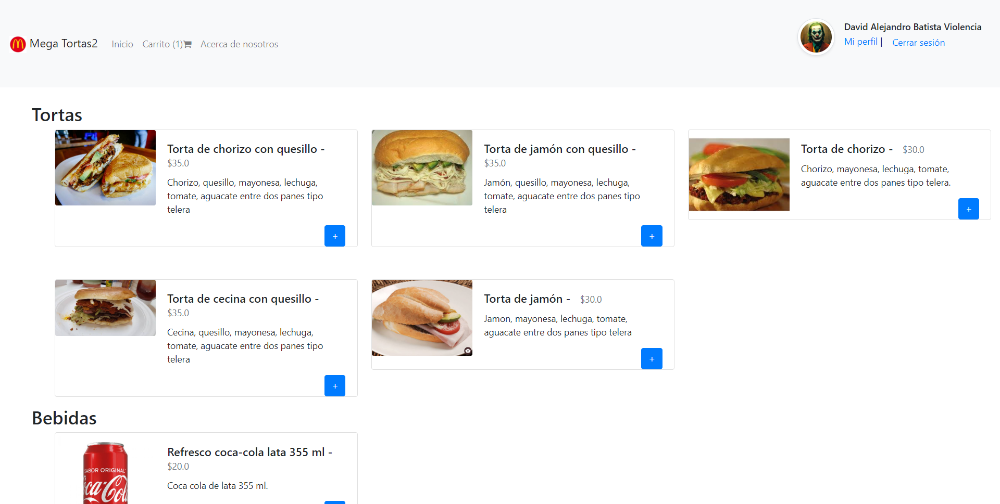 Mega Tortas2
Inicio
Carrito (1)
Acerca de nosotros
David Alejandro Batista Violencia
Mi perfil |
Cerrar sesión
Tortas
Torta de chorizo con quesillo -
$35.0
Chorizo, quesillo, mayonesa, lechuga,
tomate, aguacate entre dos panes tipo
telera
+
Torta de jamón con quesillo -
$35.0
Jamón, quesillo, mayonesa, lechuga,
tomate, aguacate entre dos panes tipo
telera
+
Torta de chorizo - $30.0
Chorizo, mayonesa, lechuga, tomate,
aguacate entre dos panes tipo telera.
+
Torta de cecina con quesillo -
$35.0
Cecina, quesillo, mayonesa, lechuga,
tomate, aguacate entre dos panes tipo
telera
+
Torta de jamón - $30.0
Jamon, mayonesa, lechuga, tomate,
aguacate entre dos panes tipo telera
+
Bebidas
SABOR ORIGINAL
Coca-Cola
Refresco coca-cola lata 355 ml -
$20.0
Coca cola de lata 355 ml.